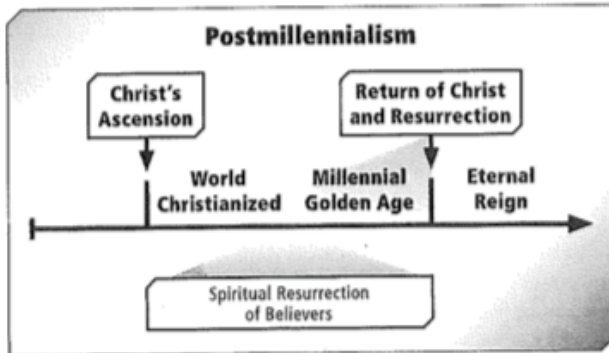 Postmillennialism
Christ's
Ascension
Return of Christ
and Resurrection
World
Christianized
Millennial
Golden Age
Eternal
Reign
Spiritual Resurrection
of Believers